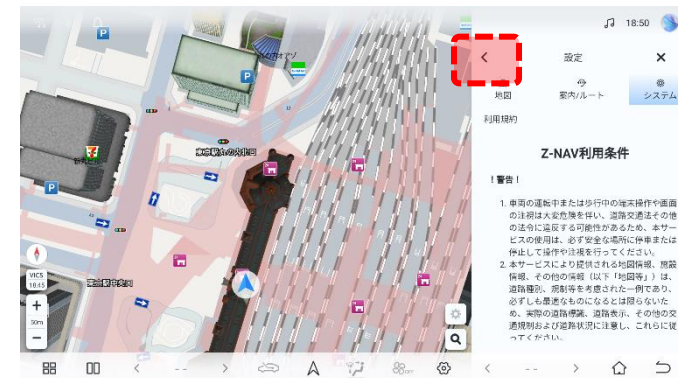 18:50
設定
地図
案内/ルート
システム
利用規約
Z-NAV利用条件
！警告！
1. 車両の運転中または歩行中の端末操作や画面
の注視は大変危険を伴い、道路交通法その他
の法令に違反する可能性があるため、本サー
ビスの使用は、必ず安全な場所に停車または
停止して操作や注視を行ってください。
2. 本サービスにより提供される地図情報、施設
情報、その他の情報（以下「地図等」）は、
道路種別、規制等を考慮された一例であり、
必ずしも最適なものになるとは限らないた
め、実際の道路標識、道路表示、その他の交
通規制および道路状況に注意し、これらに従
ってください。
P
P
P
東京駅丸の内北口
東京駅中央口
VICS
18:45
+
50m
−
OFF